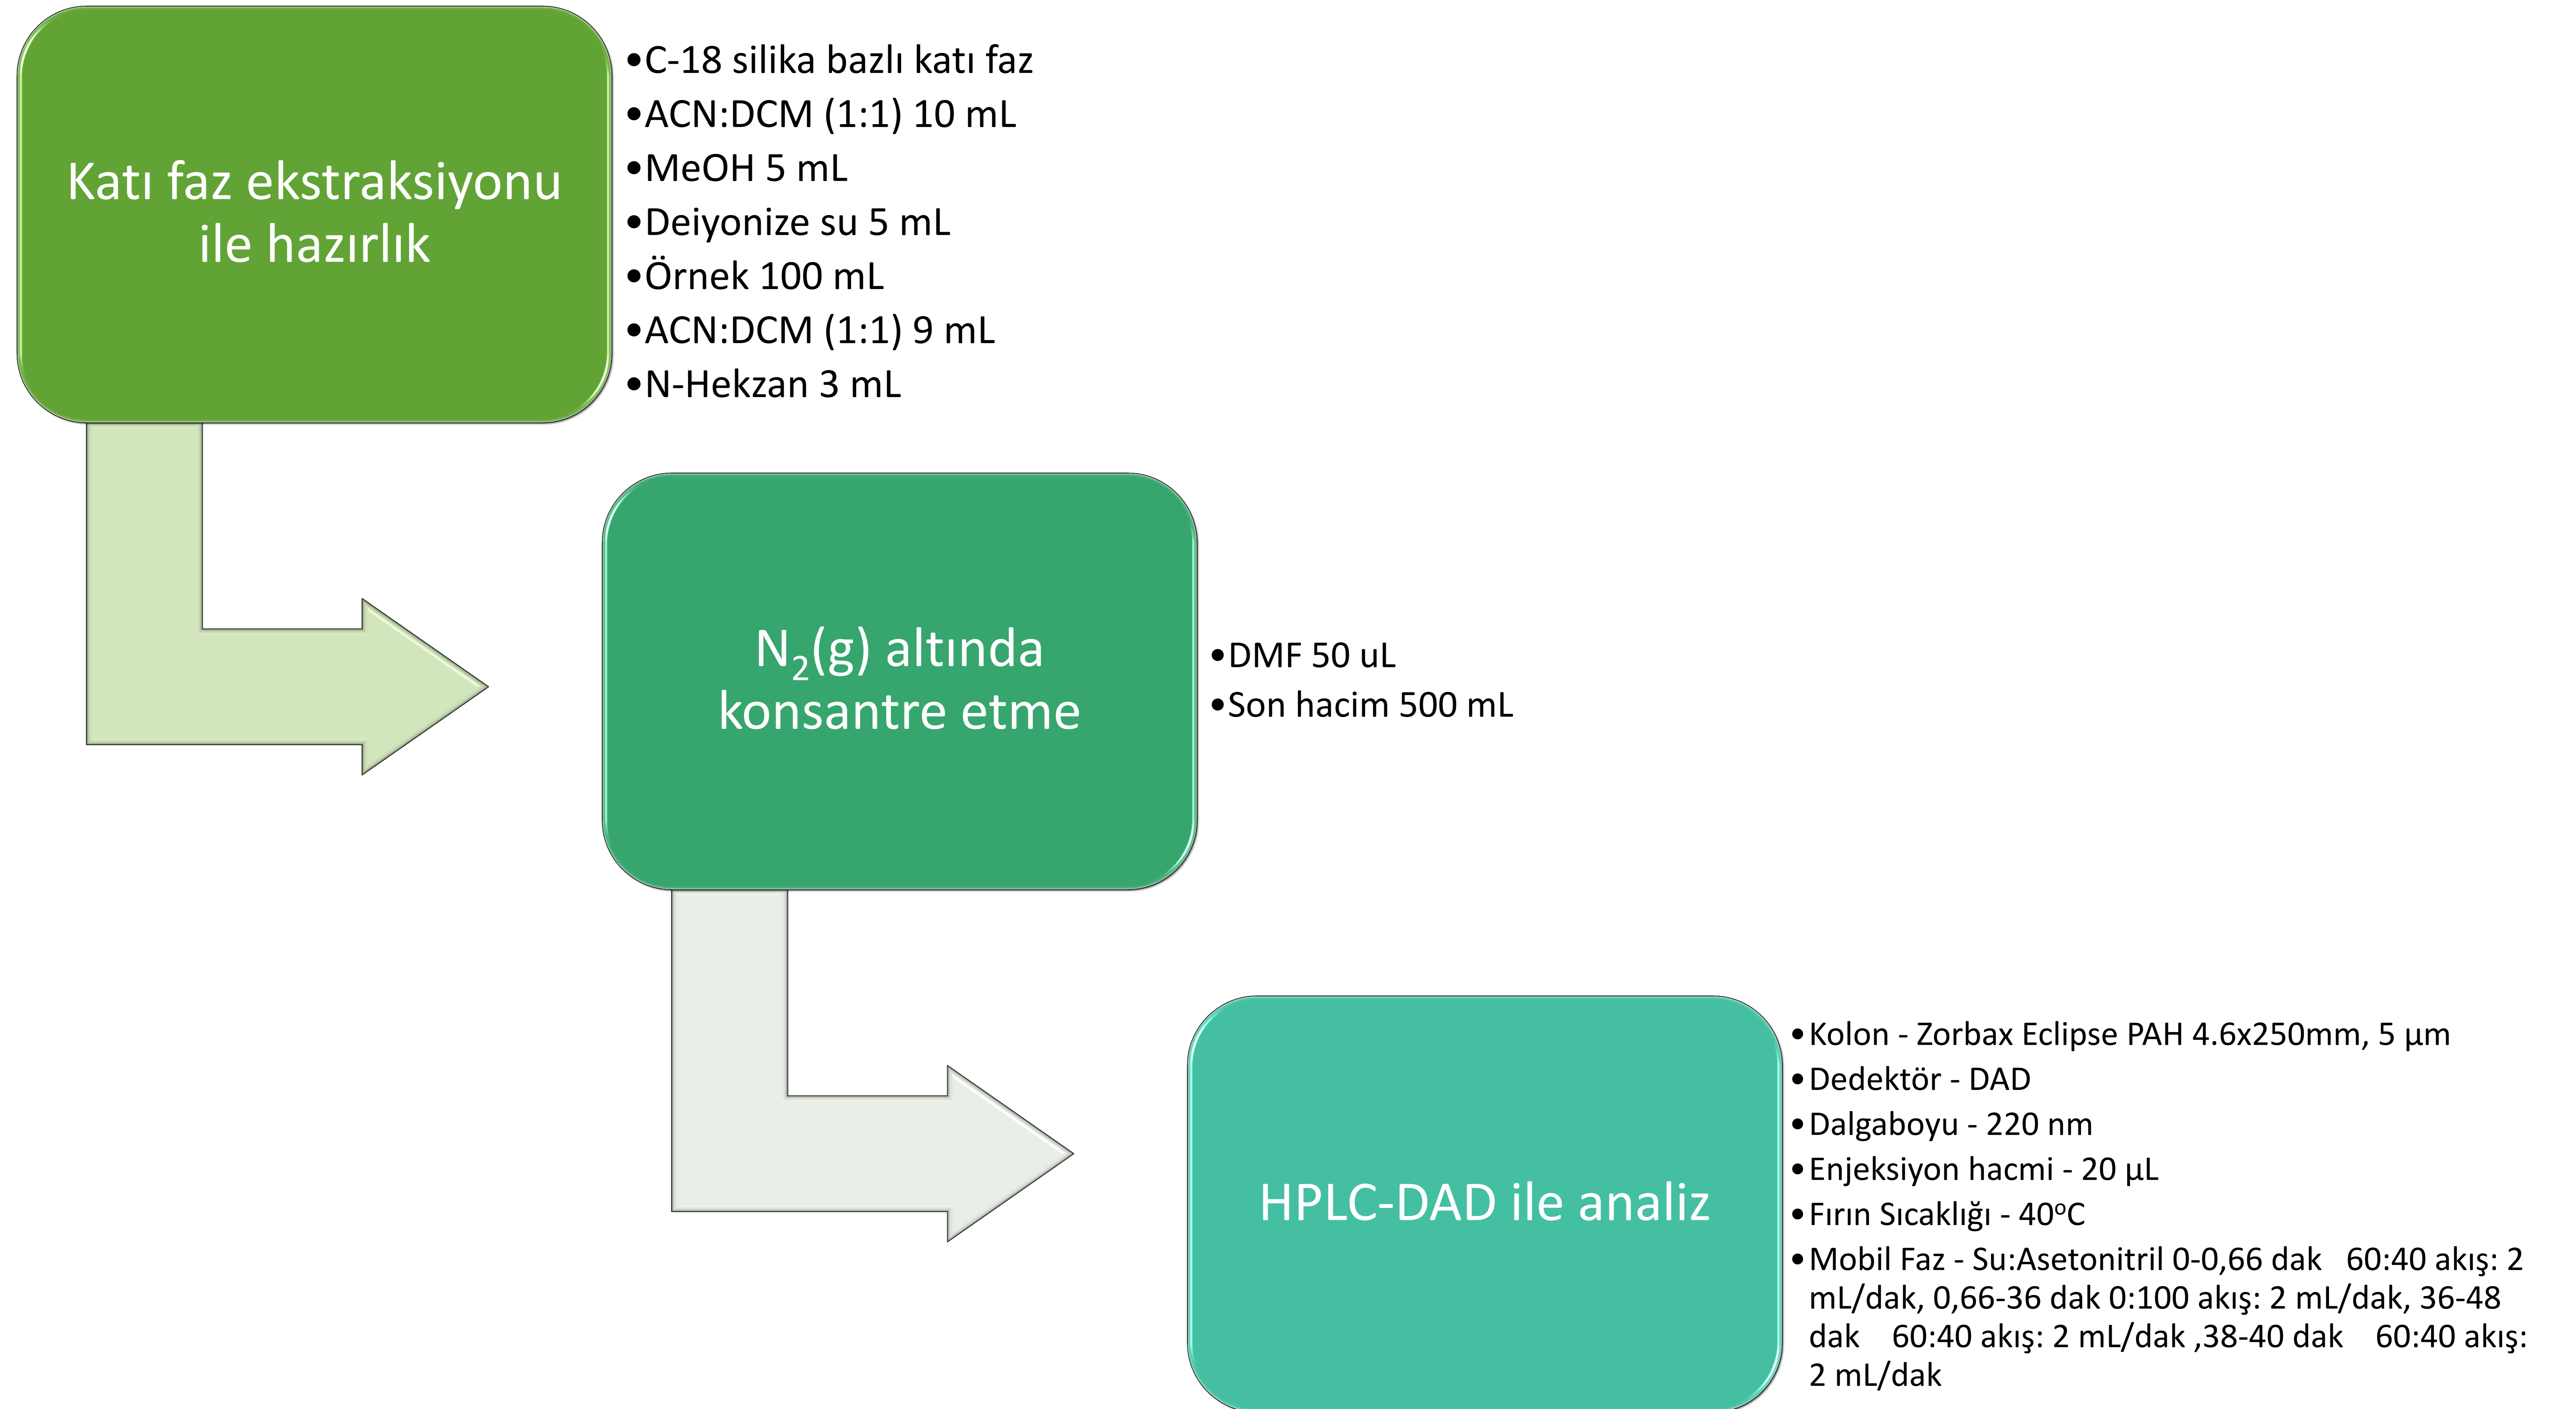 Katı faz ekstraksiyonu
ile hazırlık
•C-18 silika bazlı katı faz
•ACN:DCM (1:1) 10 mL
•MeOH 5 mL
•Deiyonize su 5 mL
•Örnek 100 mL
•ACN:DCM (1:1) 9 mL
•N-Hekzan 3 mL
N₂(g) altında
konsantre etme
•DMF 50 uL
•Son hacim 500 mL
HPLC-DAD ile analiz
•Kolon - Zorbax Eclipse PAH 4.6x250mm, 5 µm
•Dedektör - DAD
•Dalgaboyu - 220 nm
•Enjeksiyon hacmi - 20 µL
•Fırın Sıcaklığı - 40ºC
•Mobil Faz - Su:Asetonitril 0-0,66 dak   60:40 akış: 2
mL/dak, 0,66-36 dak 0:100 akış: 2 mL/dak, 36-48
dak    60:40 akış: 2 mL/dak ,38-40 dak    60:40 akış:
2 mL/dak